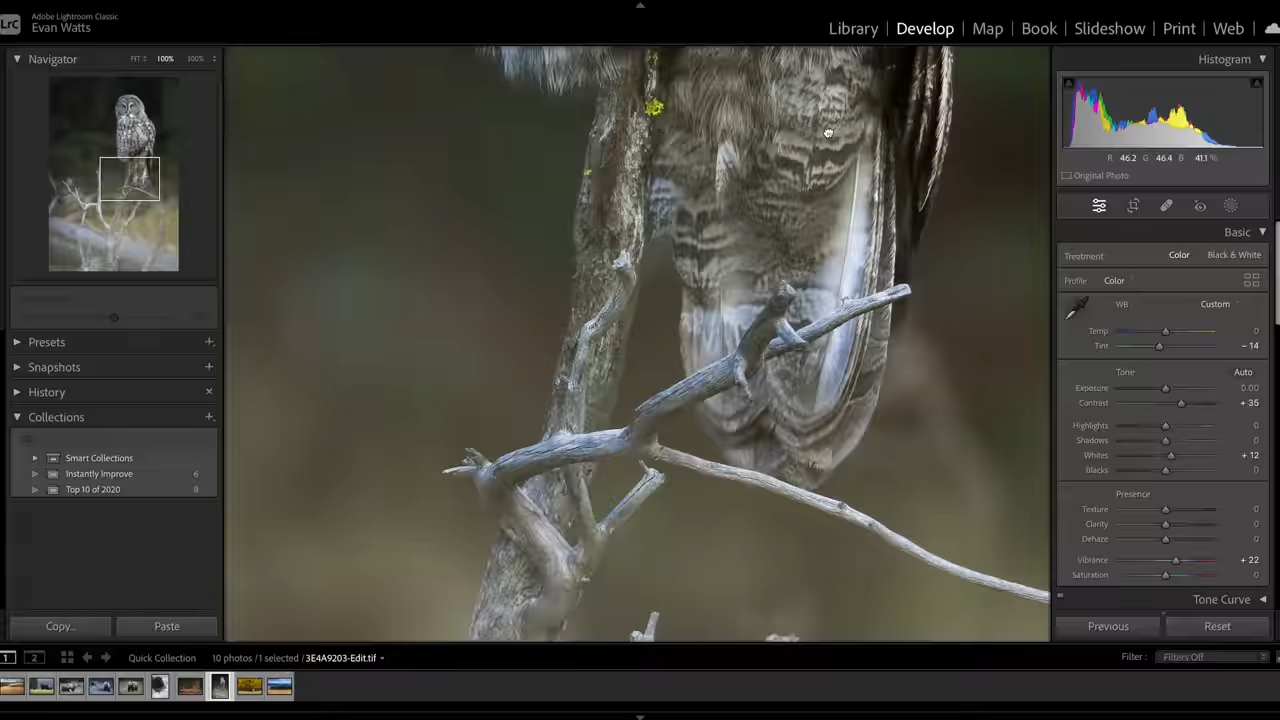 LrC
Adobe Lightroom Classic
Evan Watts
Library | Develop | Map | Book | Slideshow | Print | Web
Navigator
FIT
100%
300%
Presets
Snapshots
History
Collections
Smart Collections
Instantly Improve 6
Top 10 of 2020 8
Copy...
Paste
Histogram
R 46.2 G 46.4 B 41.1 %
Original Photo
Basic
Treatment Color Black & White
Profile Color
WB Custom
Temp 0
Tint − 14
Tone Auto
Exposure 0.00
Contrast + 35
Highlights 0
Shadows 0
Whites + 12
Blacks 0
Presence
Texture 0
Clarity 0
Dehaze 0
Vibrance + 22
Saturation 0
Tone Curve
Previous
Reset
1 2 Quick Collection 10 photos /1 selected /3E4A9203-Edit.tif
Filter : Filters Off